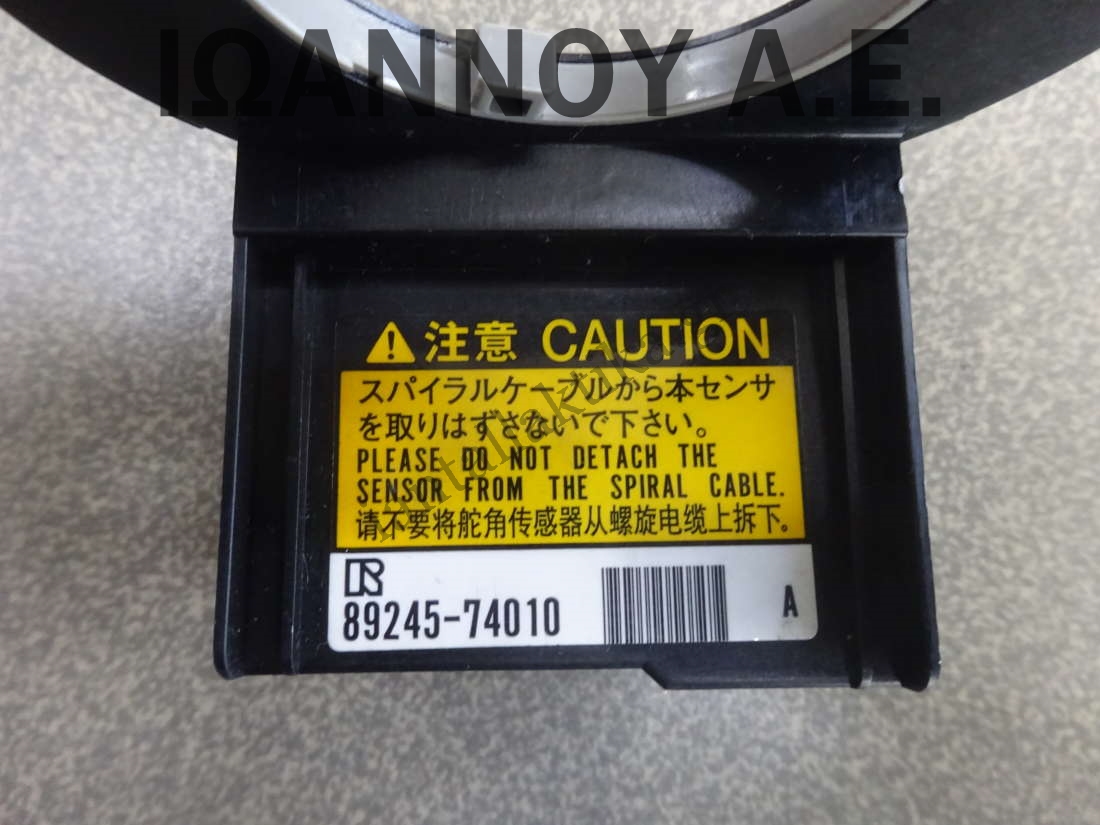 ΙΩΑΝΝΟΥ Α.Ε.
注意 CAUTION
スパイラルケーブルから本センサ
を取りはずさないで下さい。
PLEASE DO NOT DETACH THE
SENSOR FROM THE SPIRAL CABLE.
请不要将舵角传感器从螺旋电缆上拆下。
89245-74010
A